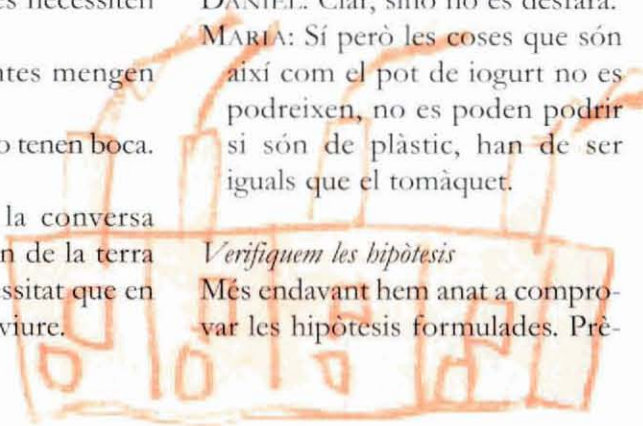 es necessiten
ntes mengen
o tenen boca.
la conversa
n de la terra
ssitat que en
viure.
DANIEL: Clar, sinó no es desfarà.
MARIA: Sí però les coses que són
així com el pot de iogurt no es
podreixen, no es poden podrir
si són de plàstic, han de ser
iguals que el tomàquet.
Verifiquem les hipòtesis
Més endavant hem anat a compro-
var les hipòtesis formulades. Prè-